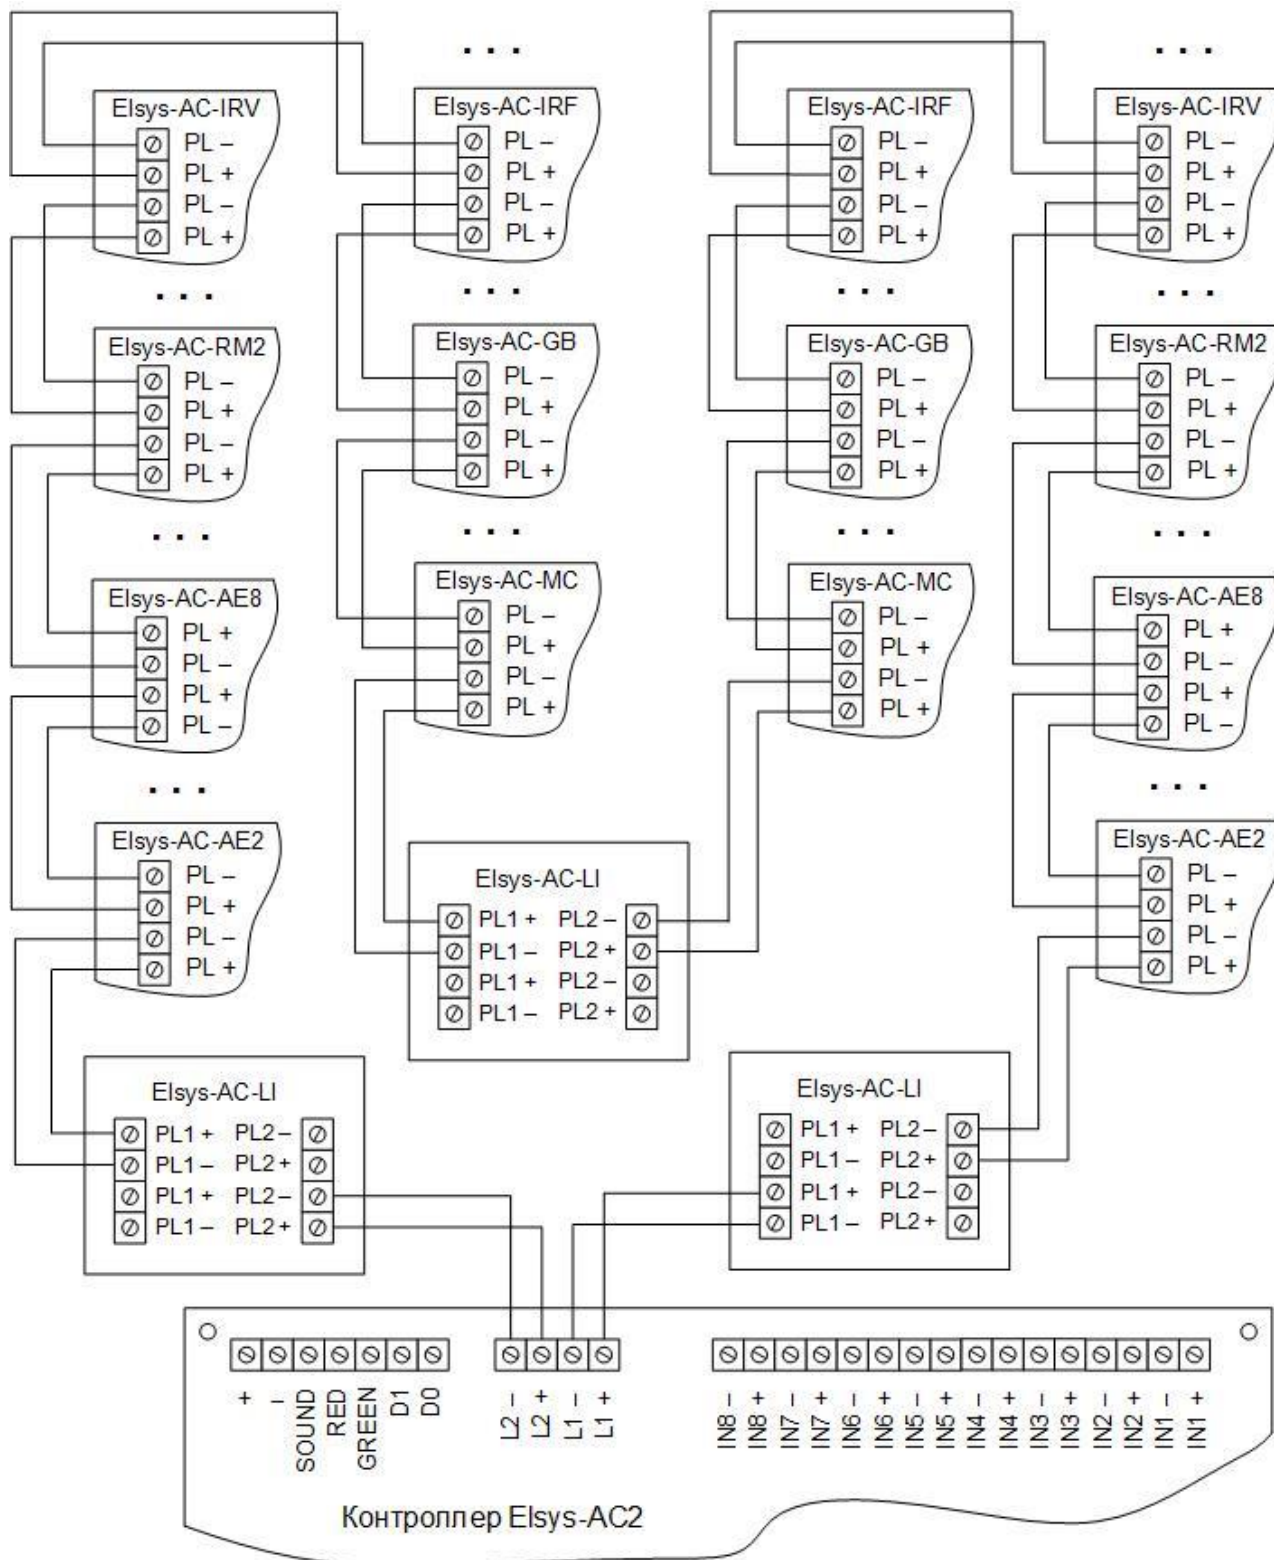 . . .
. . .
Elsys-AC-IRV
PL –
PL +
PL –
PL +
Elsys-AC-IRF
PL –
PL +
PL –
PL +
Elsys-AC-IRF
PL –
PL +
PL –
PL +
Elsys-AC-IRV
PL –
PL +
PL –
PL +
. . .
. . .
. . .
. . .
Elsys-AC-RM2
PL –
PL +
PL –
PL +
Elsys-AC-GB
PL –
PL +
PL –
PL +
Elsys-AC-GB
PL –
PL +
PL –
PL +
Elsys-AC-RM2
PL –
PL +
PL –
PL +
. . .
. . .
. . .
. . .
Elsys-AC-AE8
PL +
PL –
PL +
PL –
Elsys-AC-MC
PL –
PL +
PL –
PL +
Elsys-AC-MC
PL –
PL +
PL –
PL +
Elsys-AC-AE8
PL +
PL –
PL +
PL –
. . .
. . .
Elsys-AC-AE2
PL –
PL +
PL –
PL +
Elsys-AC-LI
PL1 + PL2 –
PL1 – PL2 +
PL1 + PL2 –
PL1 – PL2 +
Elsys-AC-AE2
PL –
PL +
PL –
PL +
Elsys-AC-LI
PL1 + PL2 –
PL1 – PL2 +
PL1 + PL2 –
PL1 – PL2 +
Elsys-AC-LI
PL1 + PL2 –
PL1 – PL2 +
PL1 + PL2 –
PL1 – PL2 +
+
–
SOUND
RED
GREEN
D1
D0
L2 –
L2 +
L1 –
L1 +
IN8 –
IN8 +
IN7 –
IN7 +
IN6 –
IN6 +
IN5 –
IN5 +
IN4 –
IN4 +
IN3 –
IN3 +
IN2 –
IN2 +
IN1 –
IN1 +
Контроллер Elsys-AC2